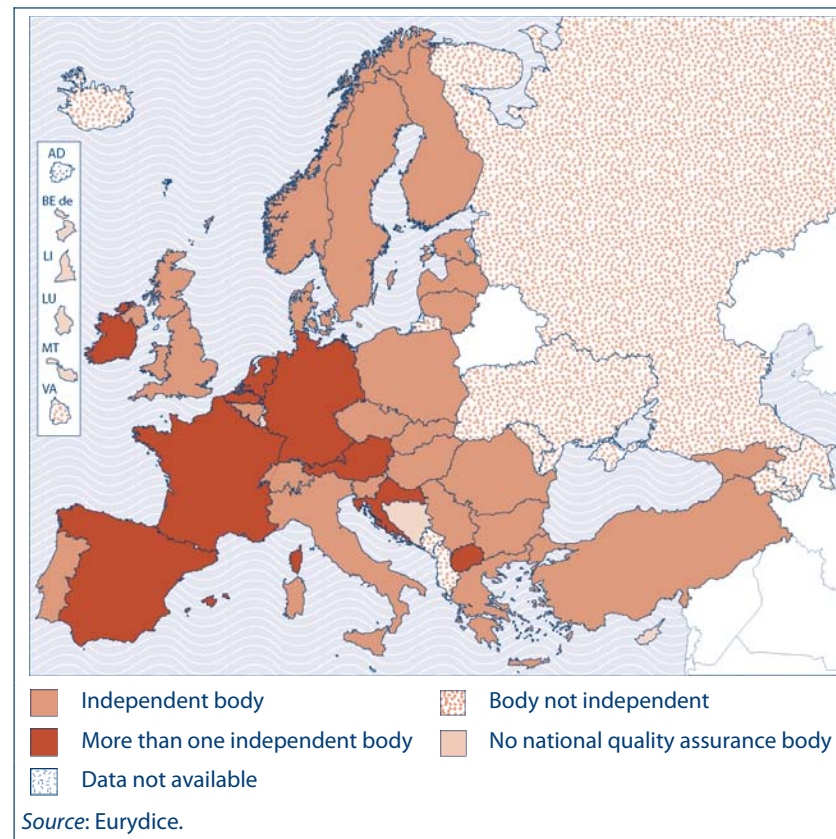 AD
BE de
LI
LU
MT
VA
Independent body
Body not independent
More than one independent body
No national quality assurance body
Data not available
Source: Eurydice.